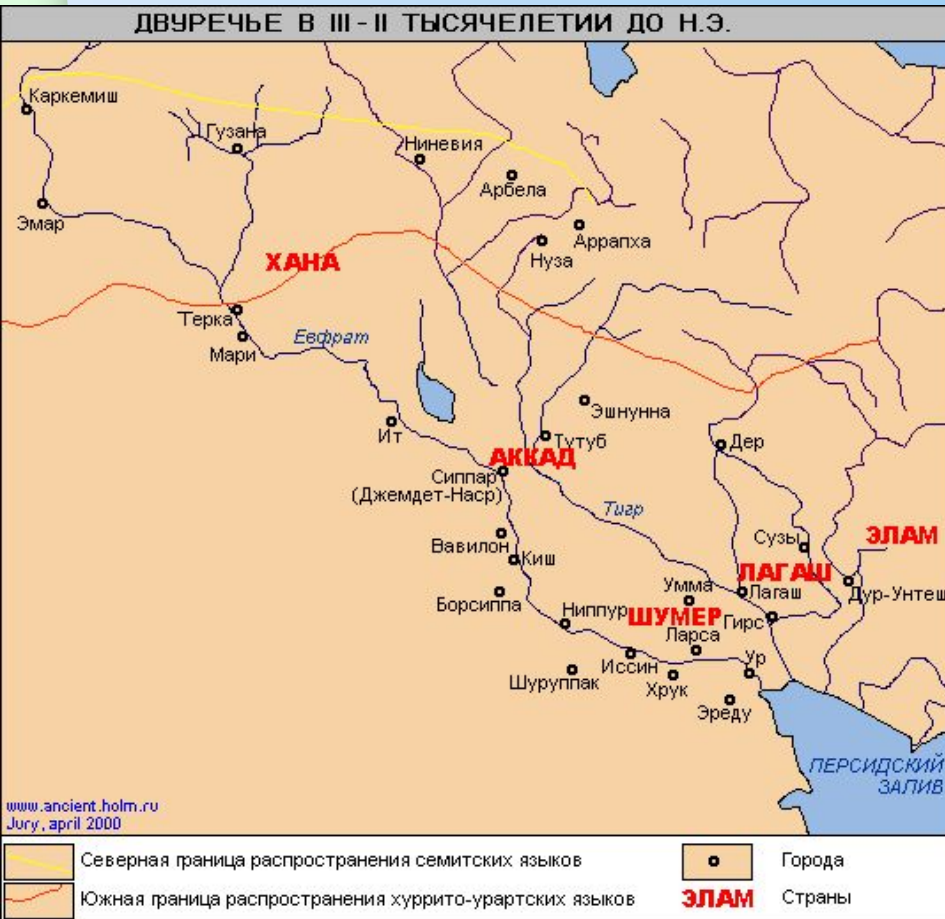 ДВУРЕЧЬЕ В III - II ТЫСЯЧЕЛЕТИИ ДО Н.Э.
Каркемиш
Гузана
Ниневия
Арбела
Эмар
Аррапха
Нуза
ХАНА
Терка
Мари
Евфрат
Эшнунна
Ит
Тутуб
Дер
АККАД
Сиппар
(Джемдет-Наср)
Тигр
Вавилон
Сузы
ЭЛАМ
Киш
ЛАГАШ
Борсиппа
Умма
Лагаш
Дур-Унтеш
Ниппур
ШУМЕР
Гирс
Ларса
Иссин
Ур
Шуруппак
Хрук
Эреду
ПЕРСИДСКИЙ
ЗАЛИВ
www.ancient.holm.ru
Jury, april 2000
Северная граница распространения семитских языков
Города
Южная граница распространения хуррито-урартских языков
ЭЛАМ Страны